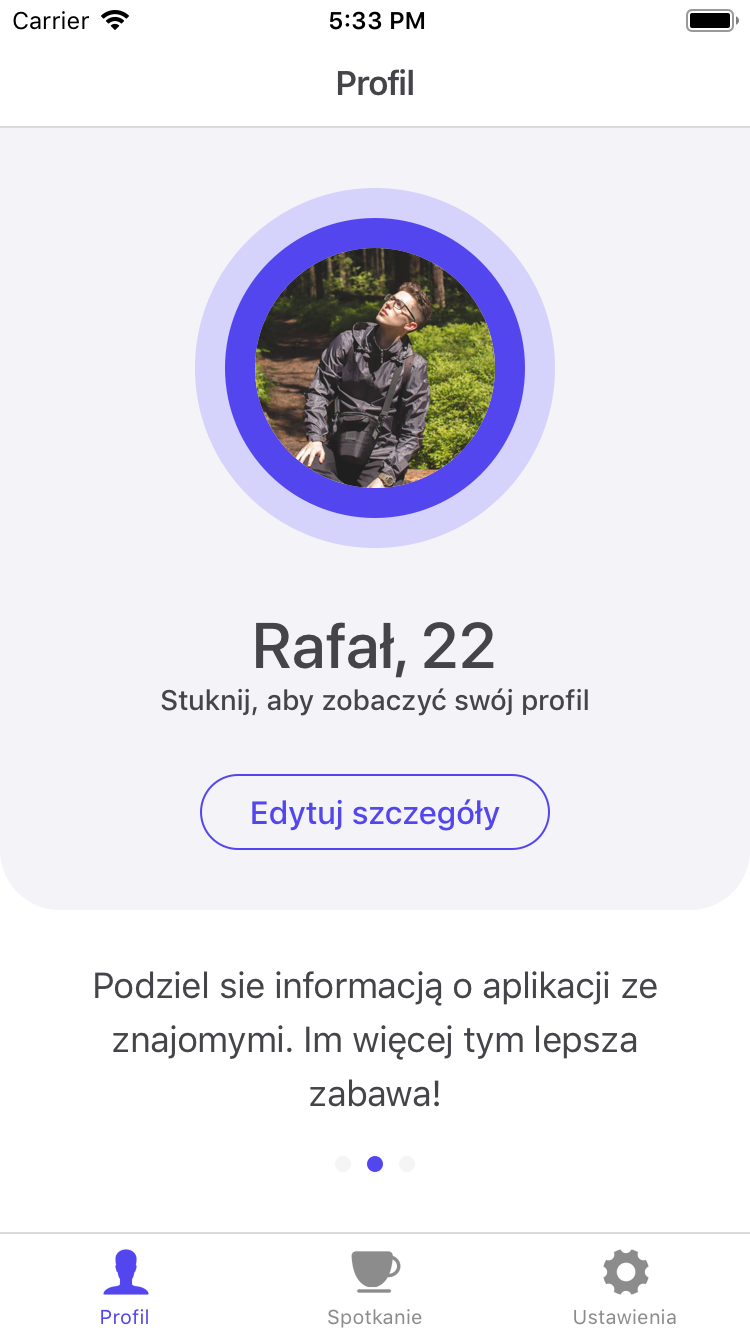 Carrier 5:33 PM
Profil
Rafał, 22
Stuknij, aby zobaczyć swój profil
Edytuj szczegóły
Podziel sie informacją o aplikacji ze
znajomymi. Im więcej tym lepsza
zabawa!
Profil Spotkanie Ustawienia